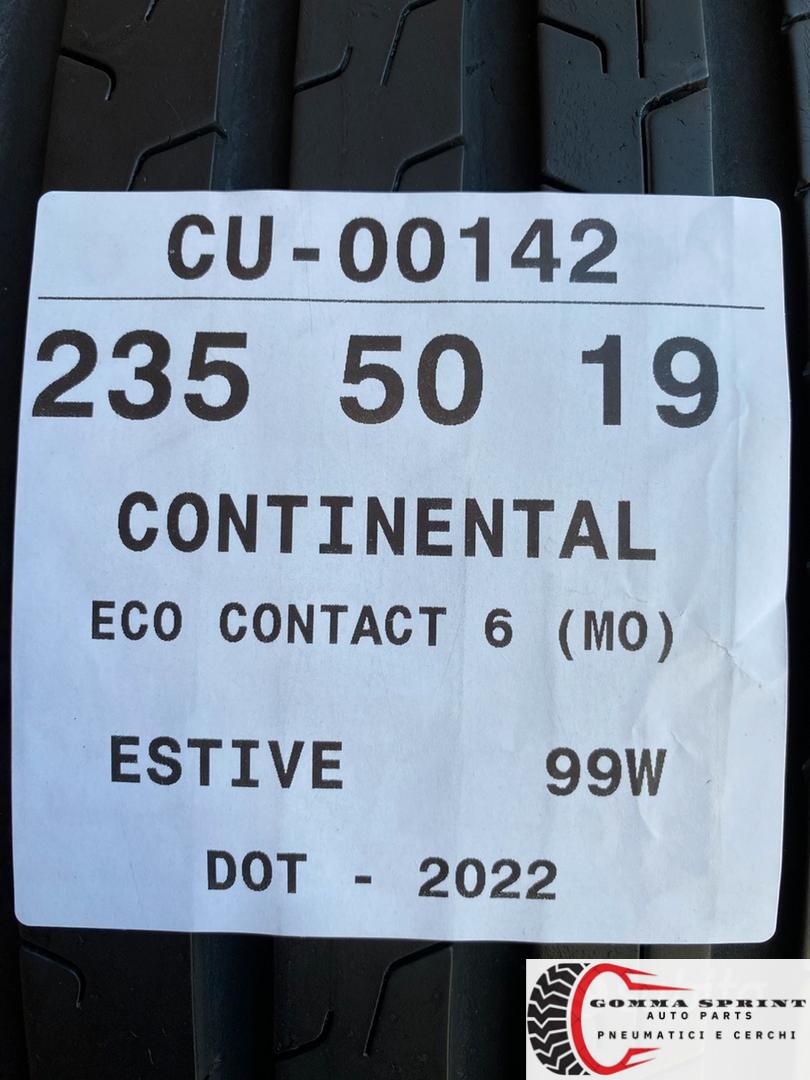 CU-00142
235 50 19
CONTINENTAL
ECO CONTACT 6 (MO)
ESTIVE 99W
DOT - 2022
GOMMA SPRINT
AUTO PARTS
PNEUMATICI E CERCHI